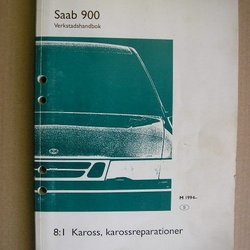 Saab 900
Verkstadshandbok
M 1994-
8:1 Kaross, karossreparationer